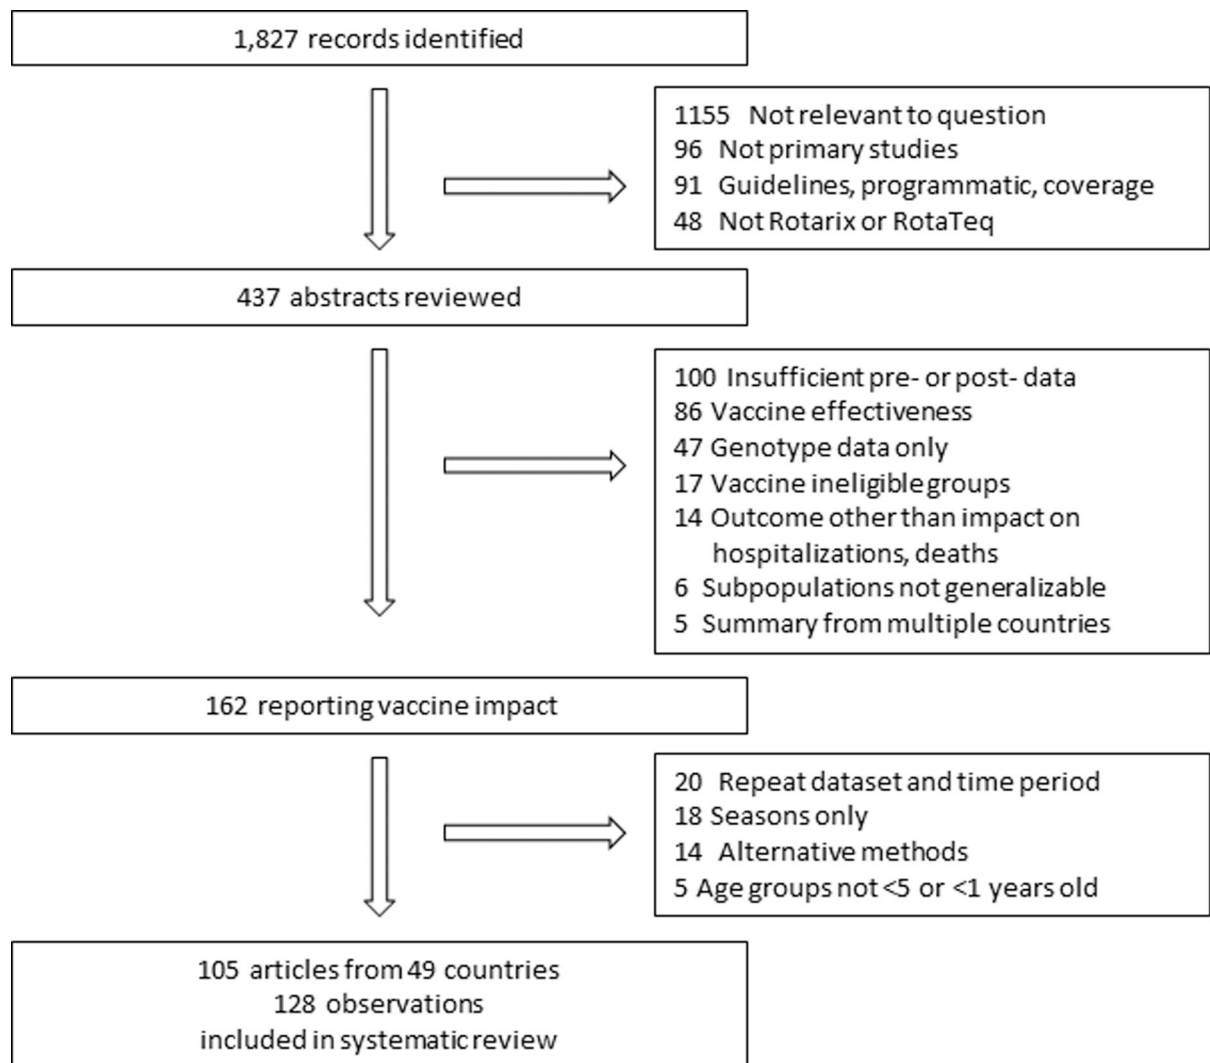 1,827 records identified
1155 Not relevant to question
96 Not primary studies
91 Guidelines, programmatic, coverage
48 Not Rotarix or RotaTeq
437 abstracts reviewed
100 Insufficient pre- or post- data
86 Vaccine effectiveness
47 Genotype data only
17 Vaccine ineligible groups
14 Outcome other than impact on
hospitalizations, deaths
6 Subpopulations not generalizable
5 Summary from multiple countries
162 reporting vaccine impact
20 Repeat dataset and time period
18 Seasons only
14 Alternative methods
5 Age groups not <5 or <1 years old
105 articles from 49 countries
128 observations
included in systematic review